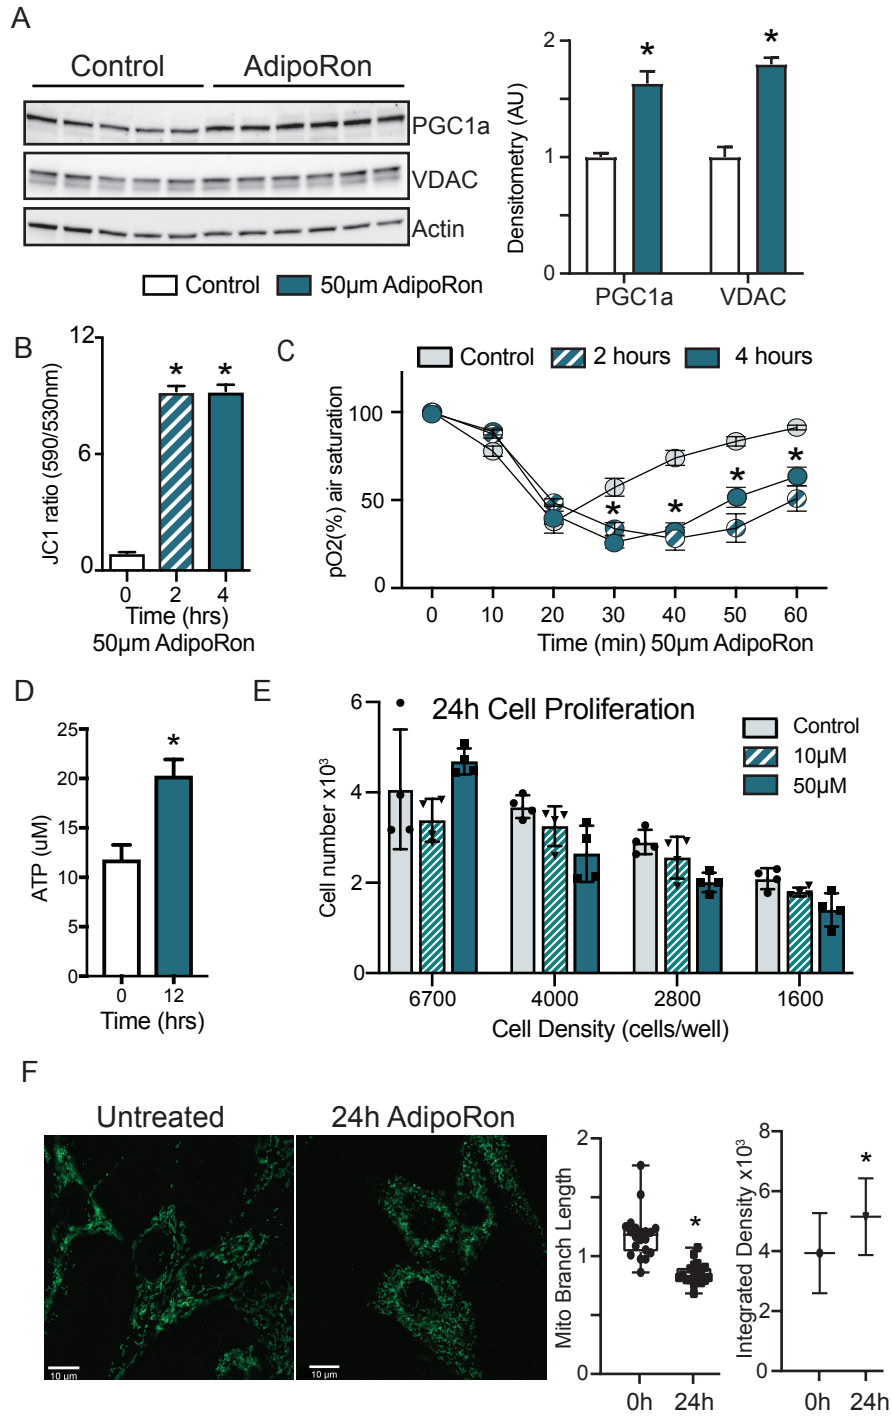 A
Control AdipoRon
PGC1a
VDAC
Actin
Control 50µm AdipoRon
Densitometry (AU)
2
1
0
* *
PGC1a VDAC
B
JC1 ratio (590/530nm)
12
6
0
* *
0 2 4
Time (hrs)
50µm AdipoRon
C
Control 2 hours 4 hours
pO2(%) air saturation
100
50
0
* * * *
0 10 20 30 40 50 60
Time (min) 50µm AdipoRon
D
ATP (uM)
25
20
15
10
5
0
*
0 12
Time (hrs)
E
24h Cell Proliferation
Control
10µM
50µM
Cell number x10³
6
4
2
0
6700 4000 2800 1600
Cell Density (cells/well)
F
Untreated 24h AdipoRon
10 µm 10 µm
Mito Branch Length
2
1
1
0
*
0h 24h
Integrated Density x10³
8
6
4
3
0
*
0h 24h